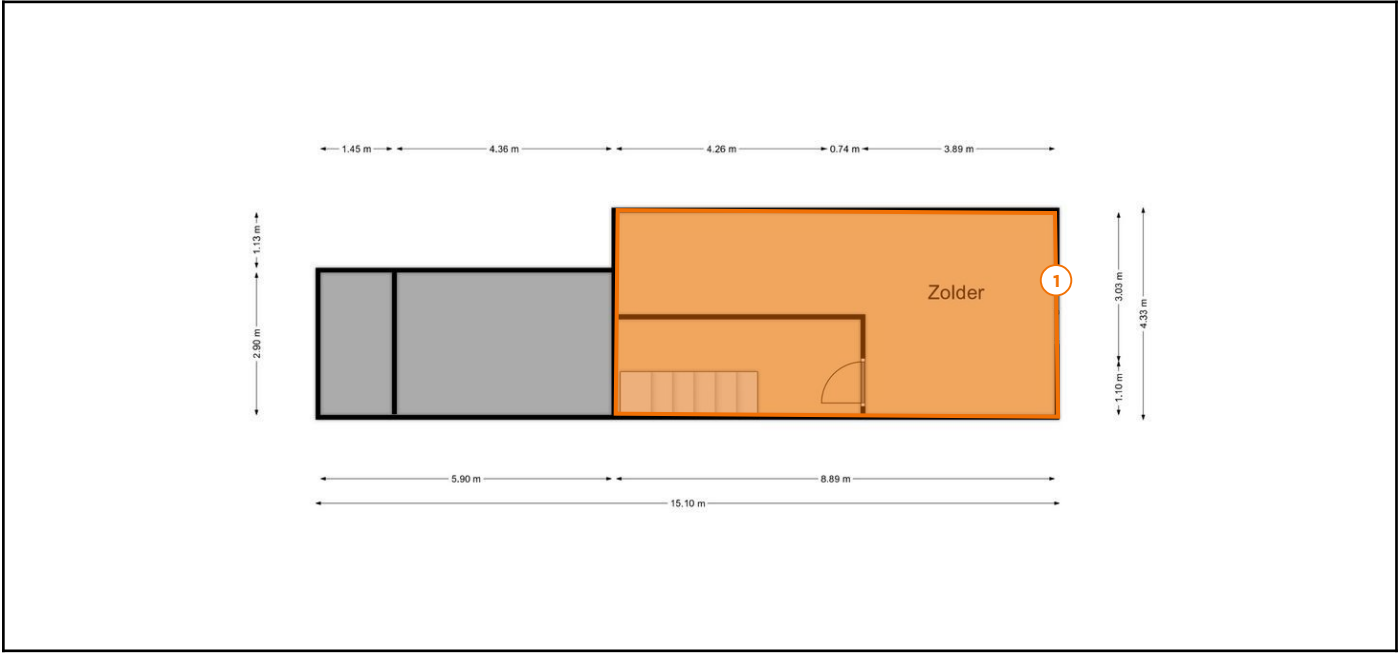 1.45 m
4.36 m
4.26 m
0.74 m
3.89 m
1.13 m
2.90 m
Zolder
1
3.03 m
4.33 m
1.10 m
5.90 m
8.89 m
15.10 m